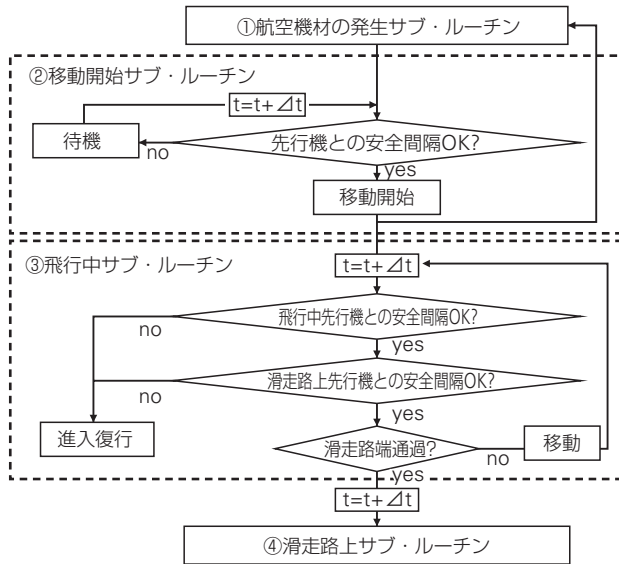 ①航空機材の発生サブ・ルーチン
②移動開始サブ・ルーチン
t=t+⊿t
待機
no
先行機との安全間隔OK?
yes
移動開始
③飛行中サブ・ルーチン
t=t+⊿t
飛行中先行機との安全間隔OK?
no
yes
滑走路上先行機との安全間隔OK?
no
yes
進入復行
滑走路端通過?
no
移動
yes
t=t+⊿t
④滑走路上サブ・ルーチン